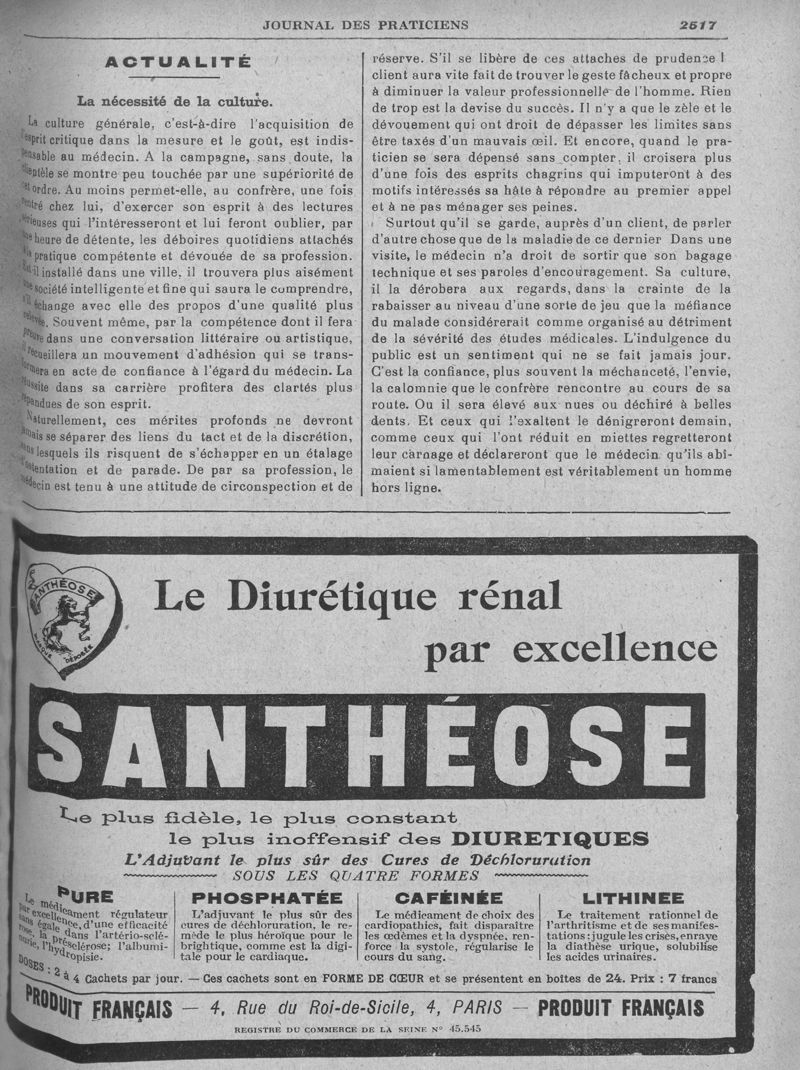 JOURNAL DES PRATICIENS 2517
ACTUALITÉ
La nécessité de la culture.
La culture générale, c'est-à-dire l'acquisition de
l'esprit critique dans la mesure et le goût, est indis-
pensable au médecin. A la campagne, sans doute, la
clientèle se montre peu touchée par une supériorité de
cet ordre. Au moins permet-elle, au confrère, une fois
rentré chez lui, d'exercer son esprit à des lectures
sérieuses qui l'intéresseront et lui feront oublier, par
une heure de détente, les déboires quotidiens attachés
à la pratique compétente et dévouée de sa profession.
Est-il installé dans une ville, il trouvera plus aisément
une société intelligente et fine qui saura le comprendre,
s'il échange avec elle des propos d'une qualité plus
relevée. Souvent même, par la compétence dont il fera
preuve dans une conversation littéraire ou artistique,
il recueillera un mouvement d'adhésion qui se trans-
formera en acte de confiance à l'égard du médecin. La
réussite dans sa carrière profitera des clartés plus
répandues de son esprit.
Naturellement, ces mérites profonds ne devront
jamais se séparer des liens du tact et de la discrétion,
sans lesquels ils risquent de s'échapper en un étalage
d'ostentation et de parade. De par sa profession, le
médecin est tenu à une attitude de circonspection et de
réserve. S'il se libère de ces attaches de prudence l
client aura vite fait de trouver le geste fâcheux et propre
à diminuer la valeur professionnelle de l'homme. Rien
de trop est la devise du succès. Il n'y a que le zèle et le
dévouement qui ont droit de dépasser les limites sans
être taxés d'un mauvais œil. Et encore, quand le pra-
ticien se sera dépensé sans compter, il croisera plus
d'une fois des esprits chagrins qui imputeront à des
motifs intéressés sa hâte à répondre au premier appel
et à ne pas ménager ses peines.
Surtout qu'il se garde, auprès d'un client, de parler
d'autre chose que de la maladie de ce dernier Dans une
visite, le médecin n'a droit de sortir que son bagage
technique et ses paroles d'encouragement. Sa culture,
il la dérobera aux regards, dans la crainte de la
rabaisser au niveau d'une sorte de jeu que la méfiance
du malade considérerait comme organisé au détriment
de la sévérité des études médicales. L'indulgence du
public est un sentiment qui ne se fait jamais jour.
C'est la confiance, plus souvent la méchanceté, l'envie,
la calomnie que le confrère rencontre au cours de sa
route. Ou il sera élevé aux nues ou déchiré à belles
dents. Et ceux qui l'exaltent le dénigreront demain,
comme ceux qui l'ont réduit en miettes regretteront
leur carnage et déclareront que le médecin qu'ils abî-
maient si lamentablement est véritablement un homme
hors ligne.
SANTHÉOSE
MARQUE DÉPOSÉE
Le Diurétique rénal
par excellence
SANTHÉOSE
Le plus fidèle, le plus constant
le plus inoffensif des DIURETIQUES
L'Adjuvant le plus sûr des Cures de Déchloruration
SOUS LES QUATRE FORMES
PURE
Le médicament régulateur
par excellence, d'une efficacité
sans égale dans l'artério-sclé-
rose, la présclérose; l'albumi-
nurie, l'hydropisie.
PHOSPHATÉE
L'adjuvant le plus sûr des
cures de déchloruration, le re-
mède le plus héroïque pour le
brightique, comme est la digi-
tale pour le cardiaque.
CAFÉINÉE
Le médicament de choix des
cardiopathies, fait disparaître
les œdèmes et la dyspnée, ren-
force la systole, régularise le
cours du sang.
LITHINEE
Le traitement rationnel de
l'arthritisme et de ses manifes-
tations: jugule les crises, enraye
la diathèse urique, solubilise
les acides urinaires.
DOSES: 2 à 4 Cachets par jour. — Ces cachets sont en FORME DE CŒUR et se présentent en boîtes de 24. Prix : 7 francs
PRODUIT FRANÇAIS — 4, Rue du Roi-de-Sicile, 4, PARIS — PRODUIT FRANÇAIS
REGISTRE DU COMMERCE DE LA SEINE N° 45.545